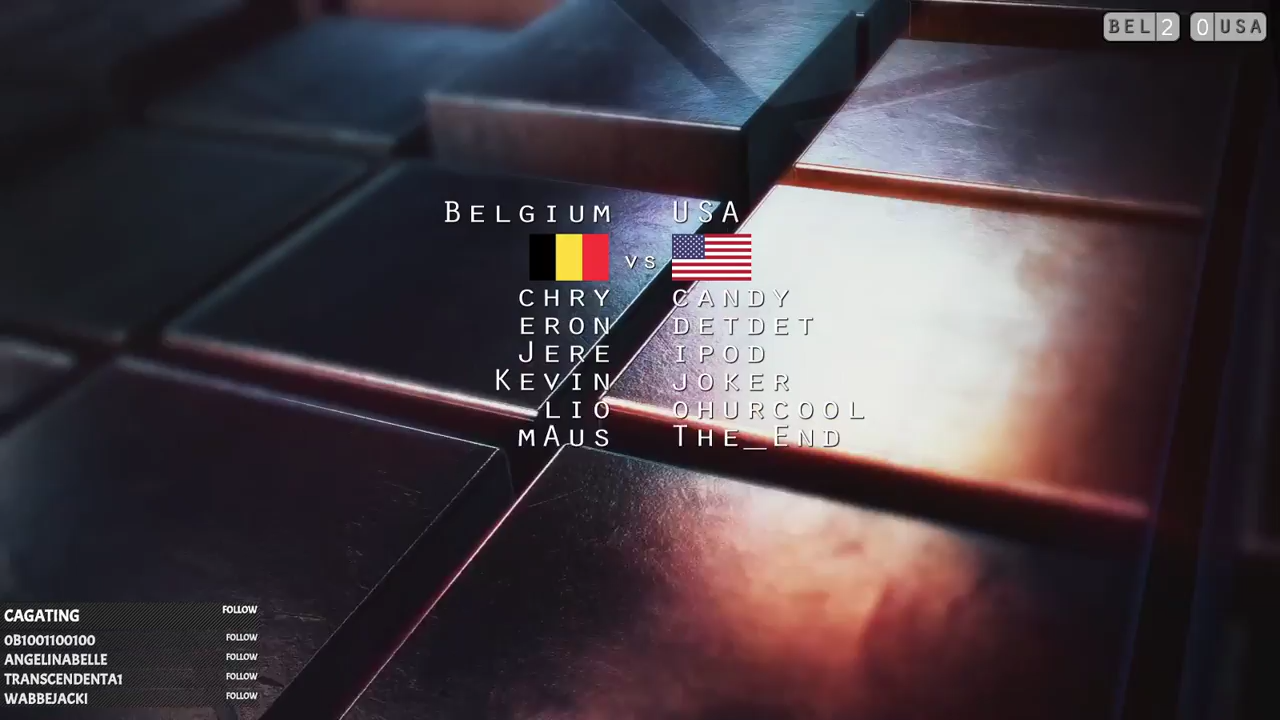 BEL 2 0 USA
BELGIUM USA
VS
CHRY CANDY
ERON DETDET
JERE IPOD
KEVIN JOKER
LIO OHURCOOL
MAUS THE_END
CAGATING FOLLOW
0B1001100100 FOLLOW
ANGELINABELLE FOLLOW
TRANSCENDENTA1 FOLLOW
WABBEJACKI FOLLOW